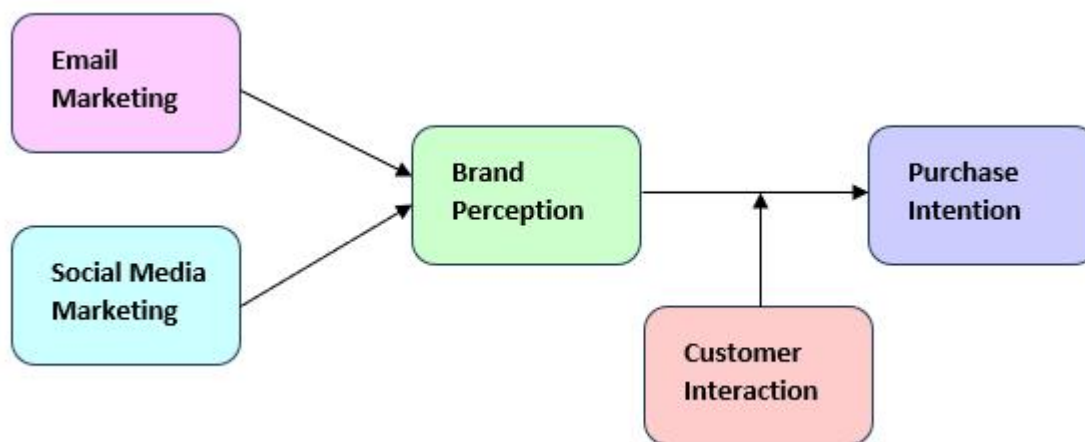 Email
Marketing
Social Media
Marketing
Brand
Perception
Purchase
Intention
Customer
Interaction